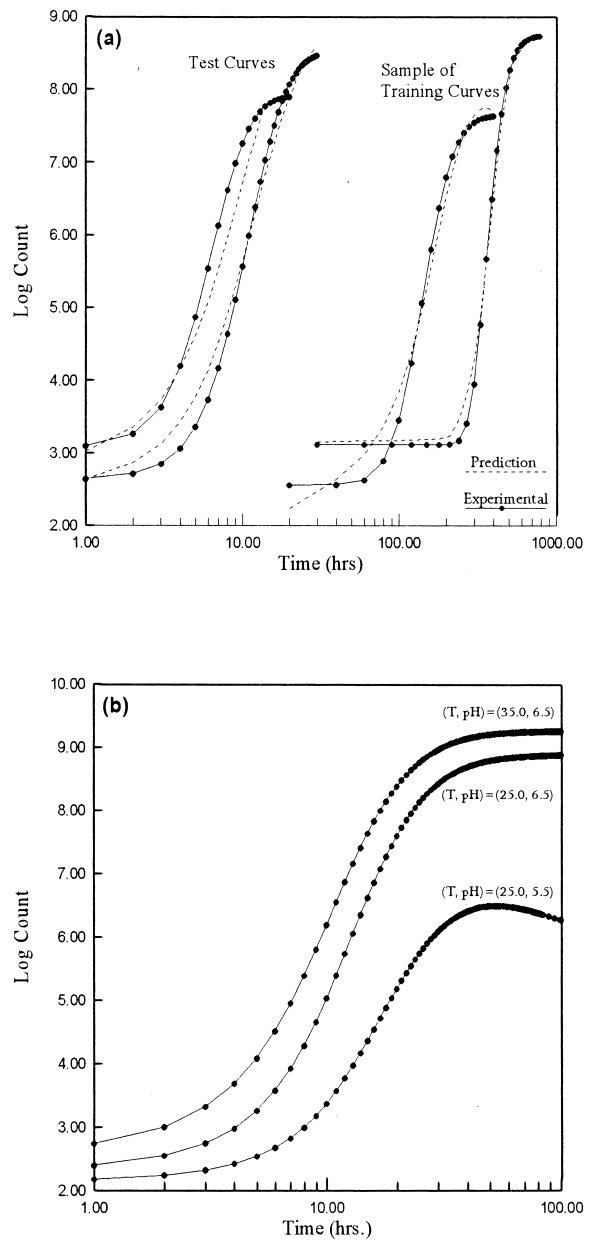 (a)
9.00
8.00
7.00
6.00
5.00
4.00
3.00
2.00
Log Count
Test Curves
Sample of
Training Curves
Prediction
Experimental
1.00
10.00
100.00
1000.00
Time (hrs)
(b)
10.00
9.00
8.00
7.00
6.00
5.00
4.00
3.00
2.00
Log Count
(T, pH)=(35.0, 6.5)
(T, pH)=(25.0, 6.5)
(T, pH)=(25.0, 5.5)
1.00
10.00
100.00
Time (hrs.)